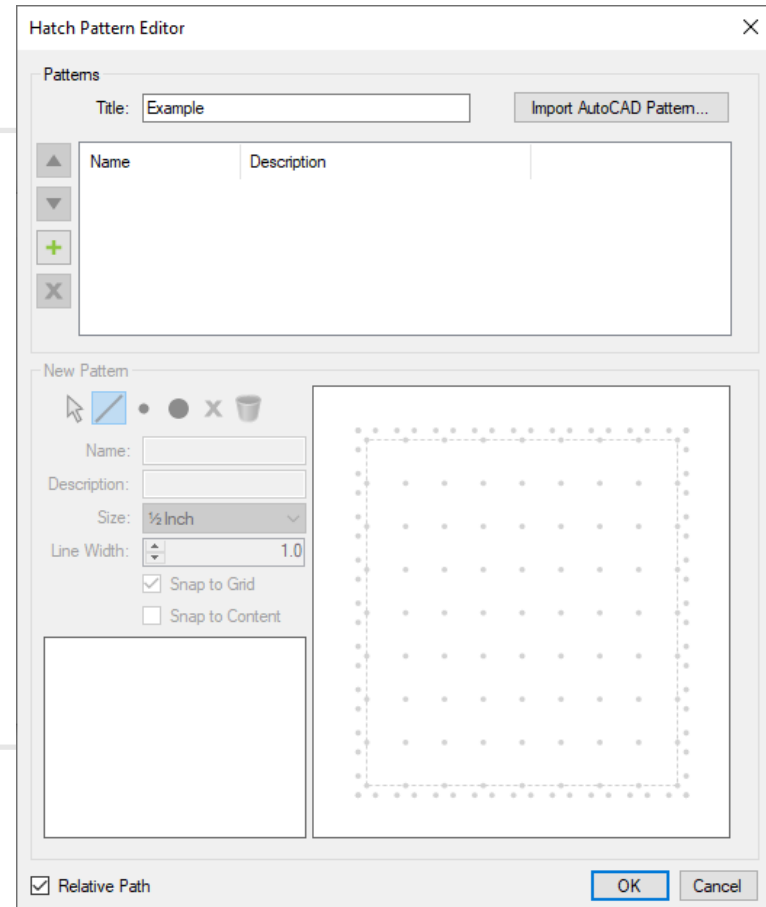 Hatch Pattern Editor
Patterns
Title: Example Import AutoCAD Pattern...
Name Description
New Pattern
Name:
Description:
Size: ½ Inch
Line Width: 1.0
Snap to Grid
Snap to Content
Relative Path OK Cancel